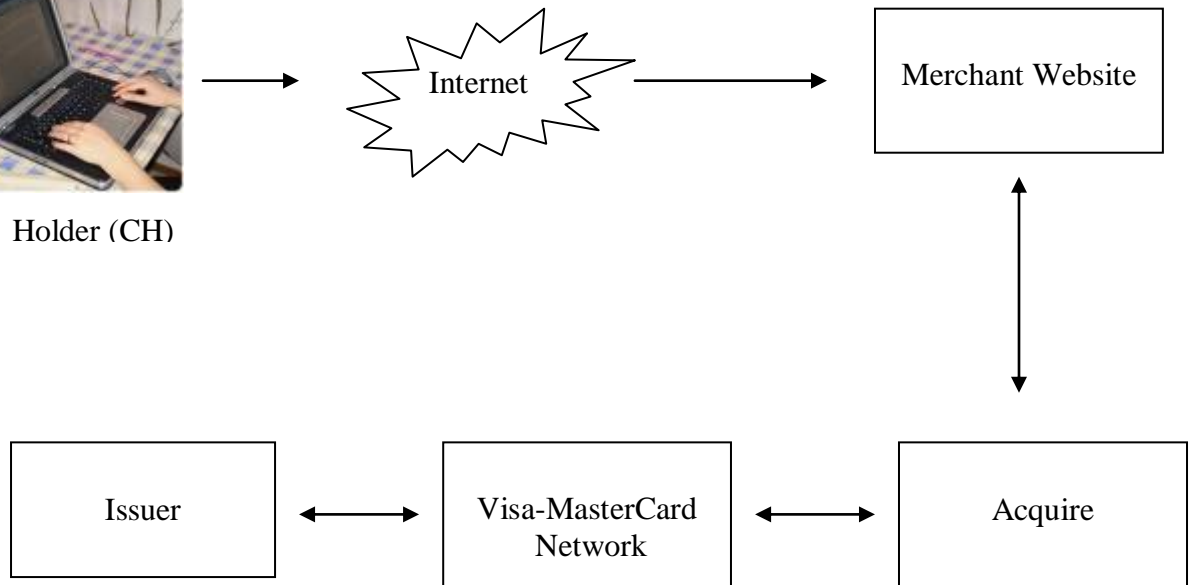 Internet
Merchant Website
Holder (CH)
Issuer
Visa-MasterCard
Network
Acquire